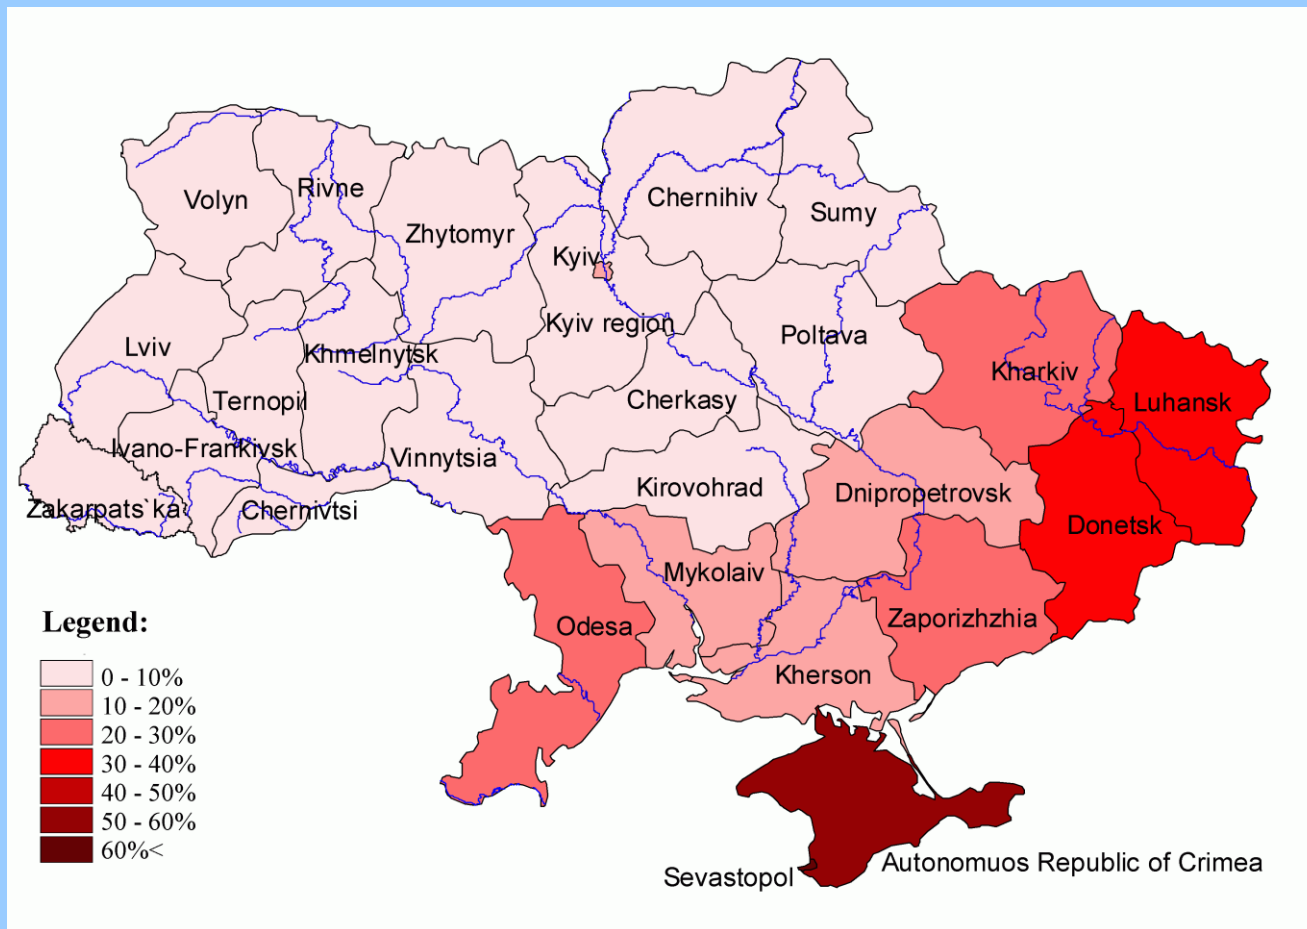 Volyn
Rivne
Zhytomyr
Chernihiv
Sumy
Kyiv
Kyiv region
Poltava
Lviv
Khmelnytsk
Kharkiv
Ternopil
Cherkasy
Luhansk
Ivano-Frankivsk
Vinnytsia
Kirovohrad
Dnipropetrovsk
Zakarpats`ka
Chernivtsi
Donetsk
Mykolaiv
Odesa
Zaporizhzhia
Kherson
Legend:
0 - 10%
10 - 20%
20 - 30%
30 - 40%
40 - 50%
50 - 60%
60%<
Autonomuos Republic of Crimea
Sevastopol